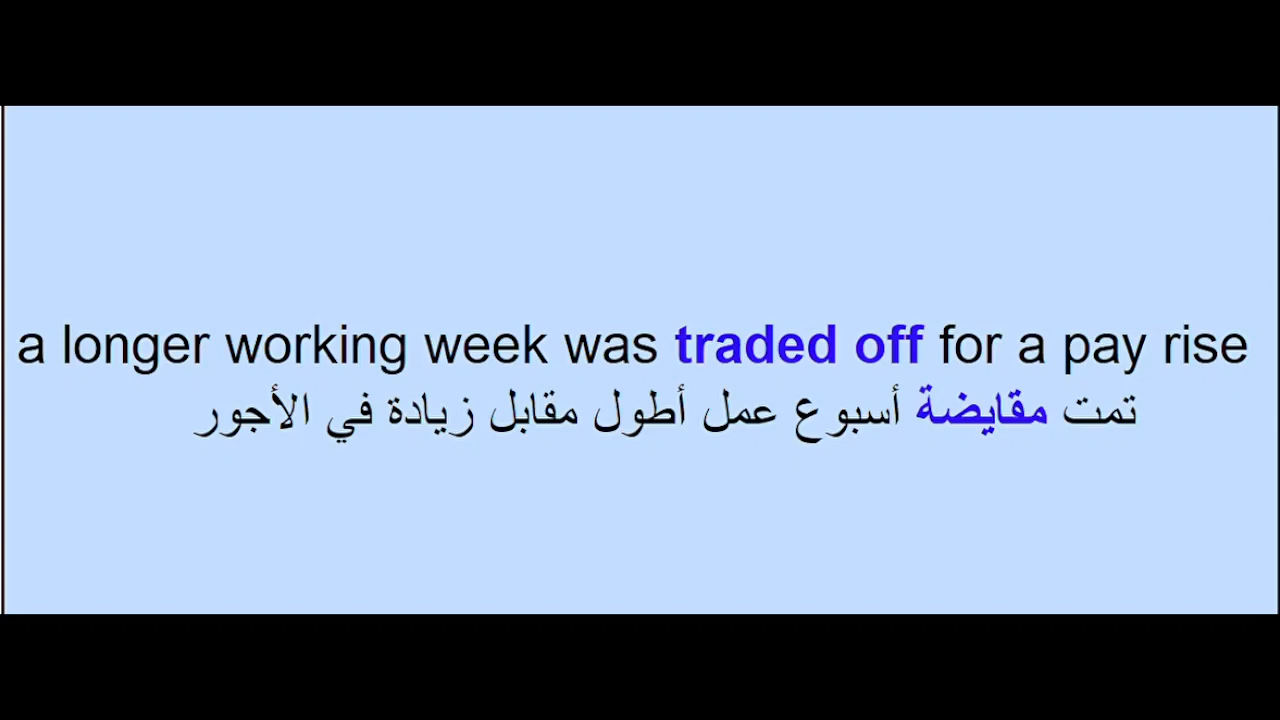 a longer working week was traded off for a pay rise
تمت مقايضة أسبوع عمل أطول مقابل زيادة في الأجور